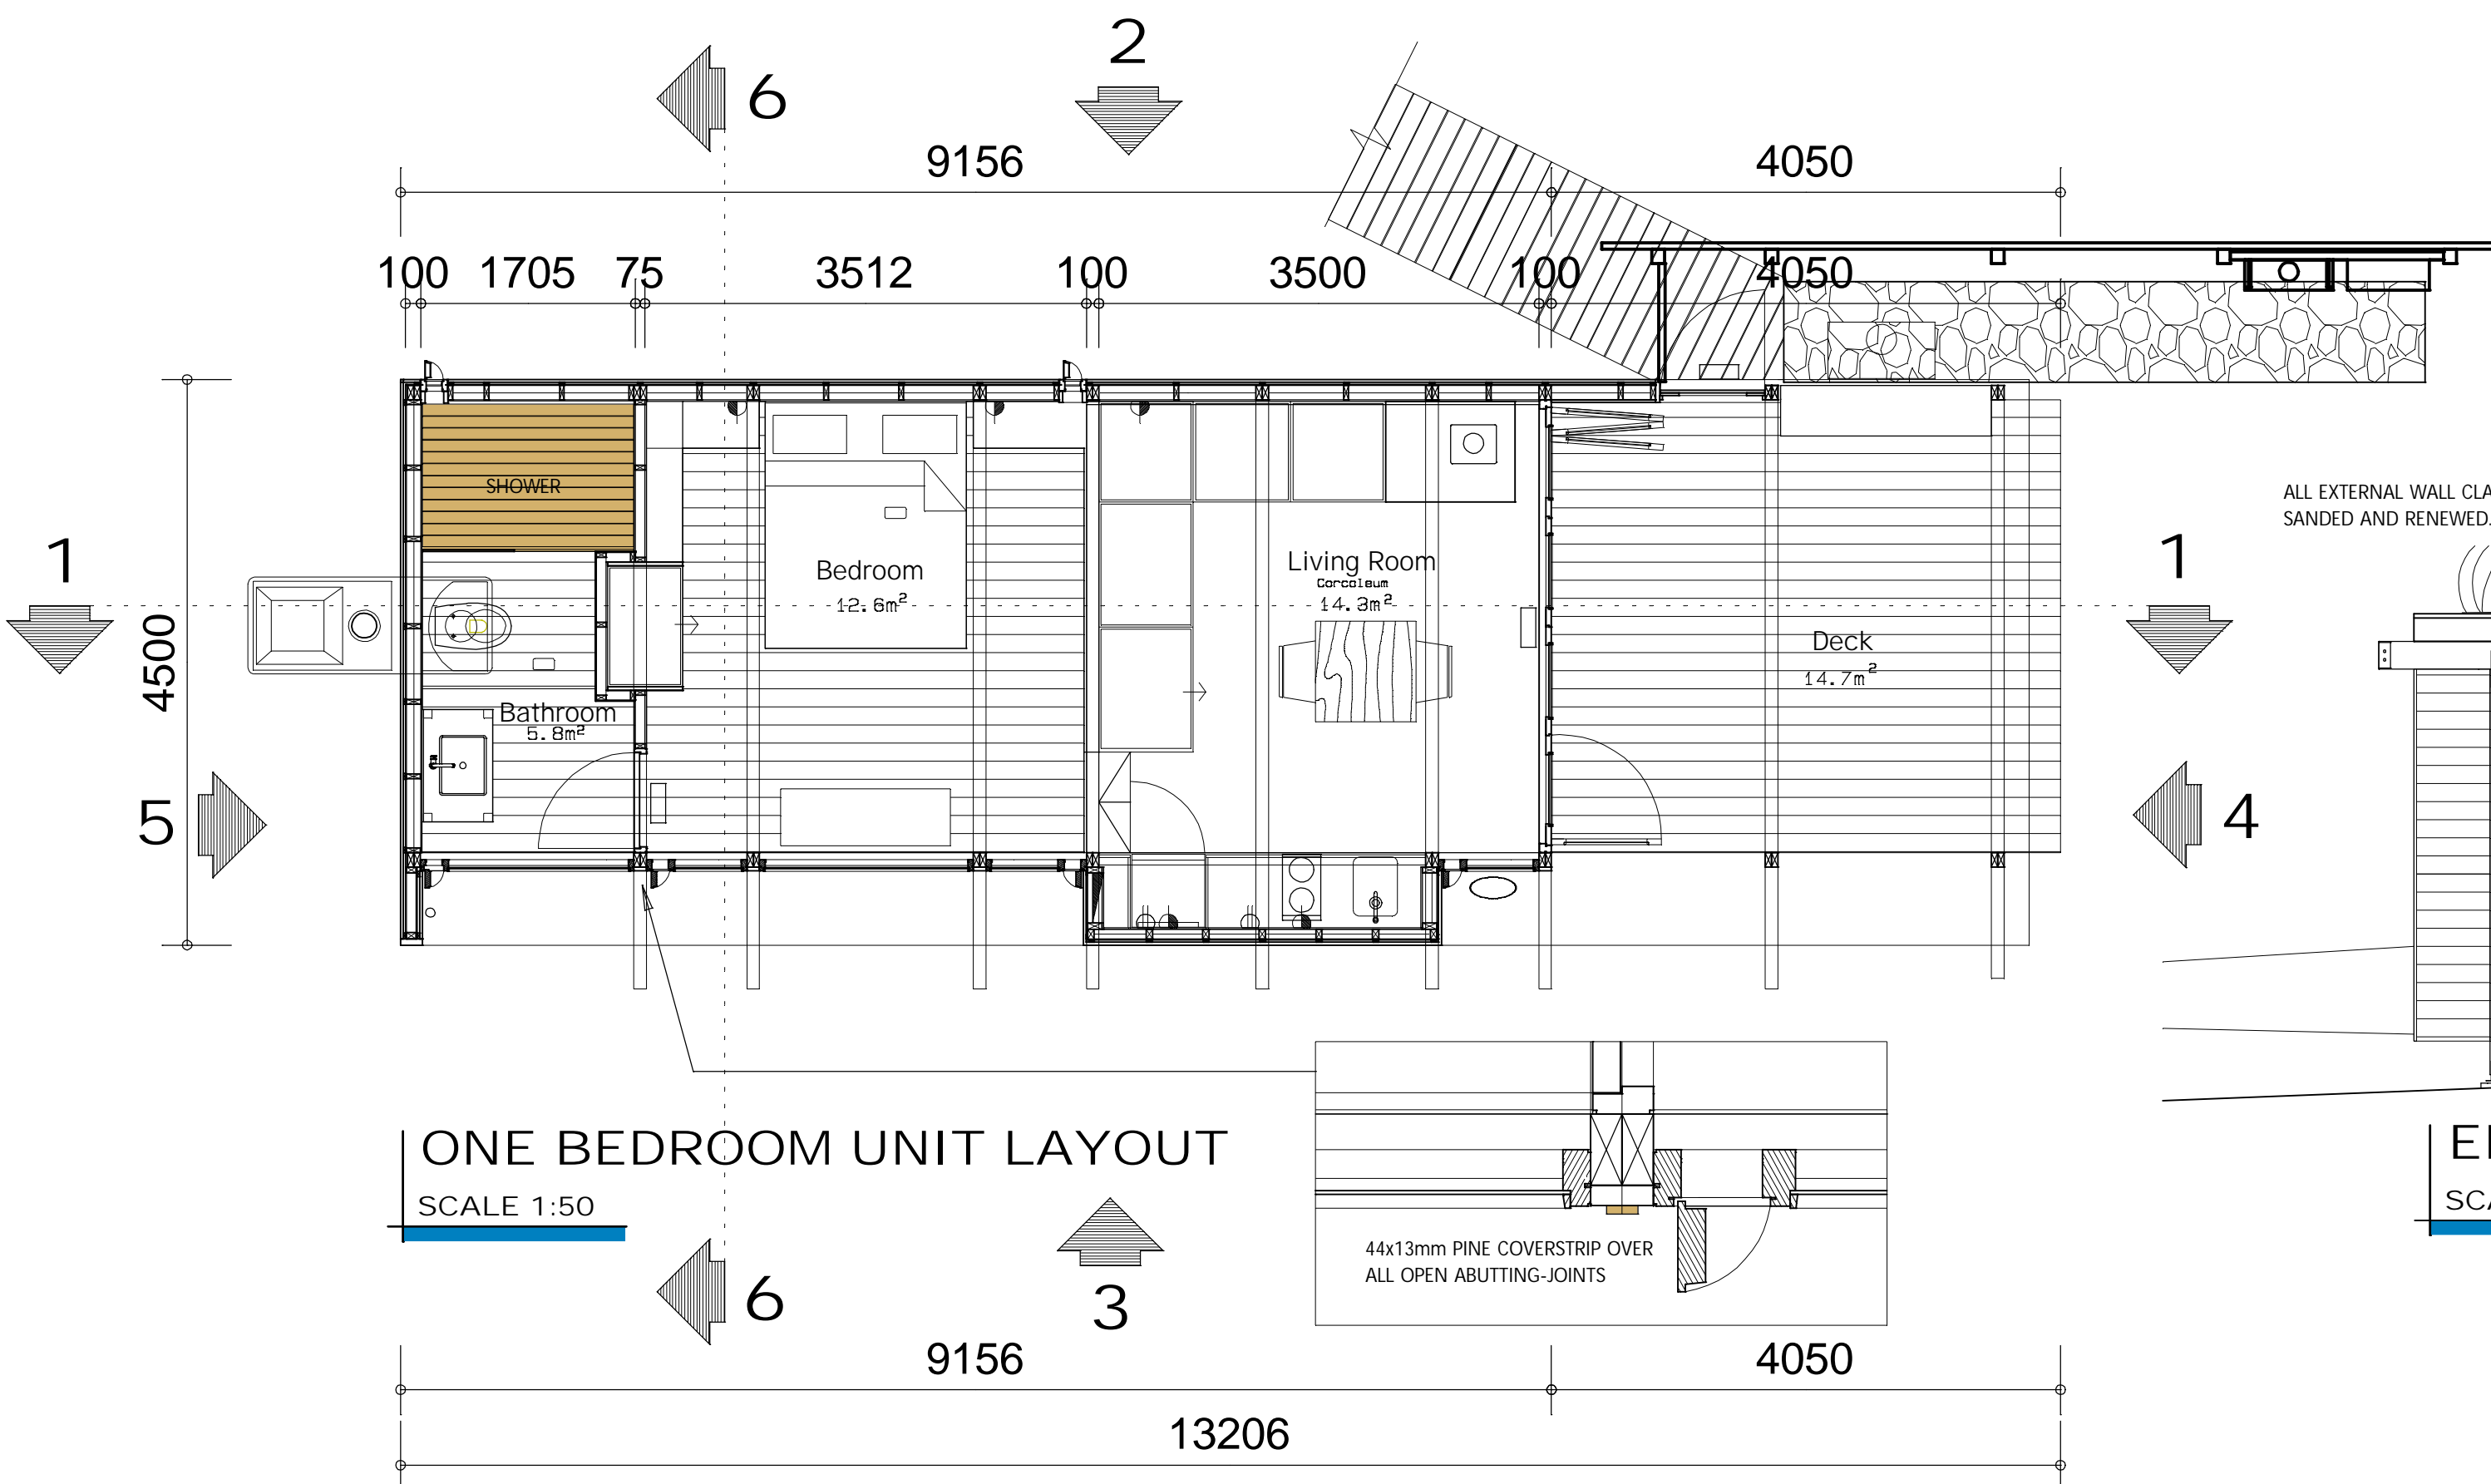 2
6
9156 4050
100 1705 75 3512 100 3500 100 4050
SHOWER
ALL EXTERNAL WALL CLA
SANDED AND RENEWED.
1
1
Bedroom
12.6m²
Living Room
Corcoleum
14.3m²
Deck
14.7m²
4500
Bathroom
5.8m²
5
4
ONE BEDROOM UNIT LAYOUT
SCALE 1:50
44x13mm PINE COVERSTRIP OVER
ALL OPEN ABUTTING-JOINTS
6
3
9156 4050
13206
El
SCA